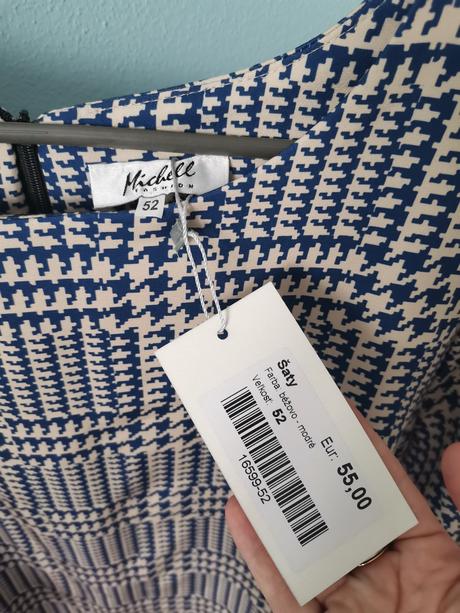 Michell
FASHION
52
Šaty
Farba: béžovo - modré
Veľkosť: 52
16599-52
Eur: 55,00